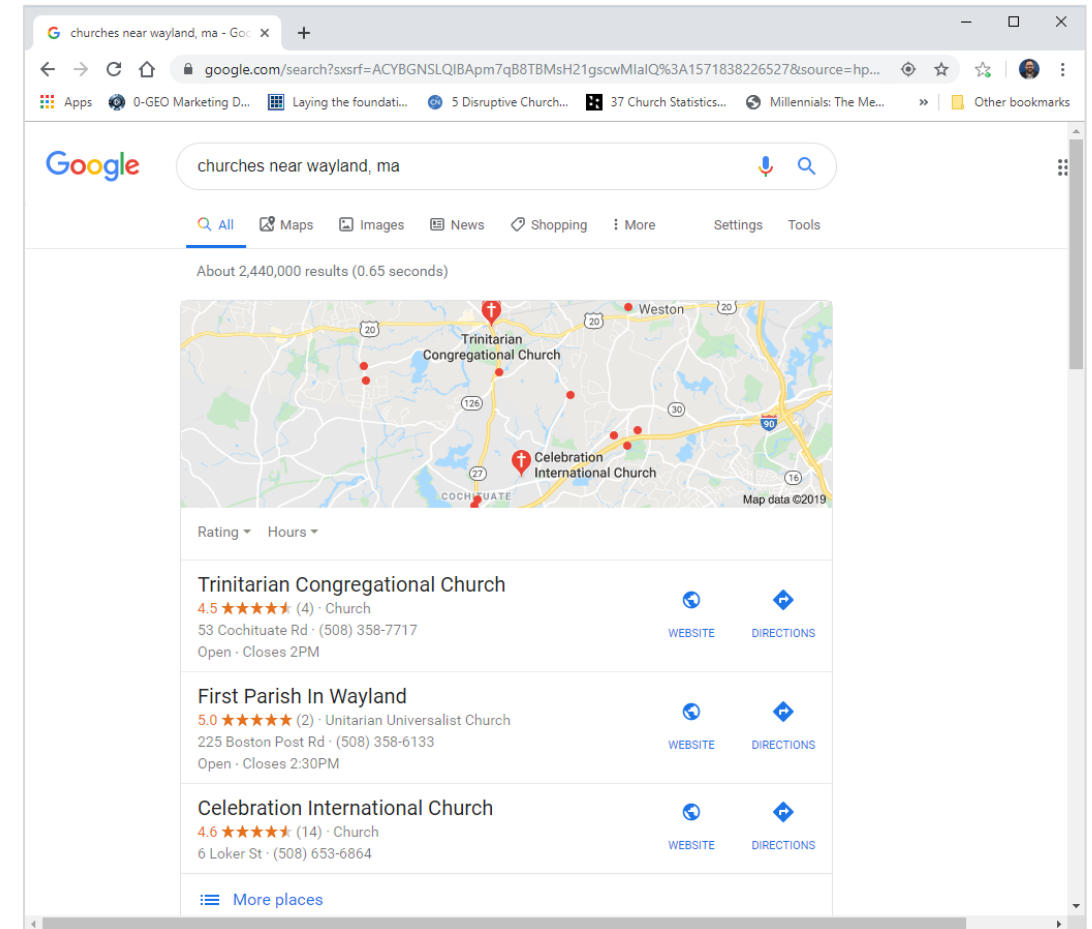 churches near wayland, ma - Goo
google.com/search?sxsrf=ACYBGNSLQIBApm7qB8TBMsH21gscwMIaIQ%3A1571838226527&source=hp...
Apps 0-GEO Marketing D... Laying the foundati... 5 Disruptive Church... 37 Church Statistics... Millennials: The Me... » Other bookmarks
Google churches near wayland, ma
All Maps Images News Shopping More Settings Tools
About 2,440,000 results (0.65 seconds)
20
20
Weston
20
Trinitarian
Congregational Church
126
30
90
Celebration
International Church
27
16
COCHITUATE
Map data ©2019
Rating Hours
Trinitarian Congregational Church
4.5 ★★★★★ (4) · Church
53 Cochituate Rd · (508) 358-7717
Open · Closes 2PM
WEBSITE DIRECTIONS
First Parish In Wayland
5.0 ★★★★★ (2) · Unitarian Universalist Church
225 Boston Post Rd · (508) 358-6133
Open · Closes 2:30PM
WEBSITE DIRECTIONS
Celebration International Church
4.6 ★★★★★ (14) · Church
6 Loker St · (508) 653-6864
WEBSITE DIRECTIONS
More places